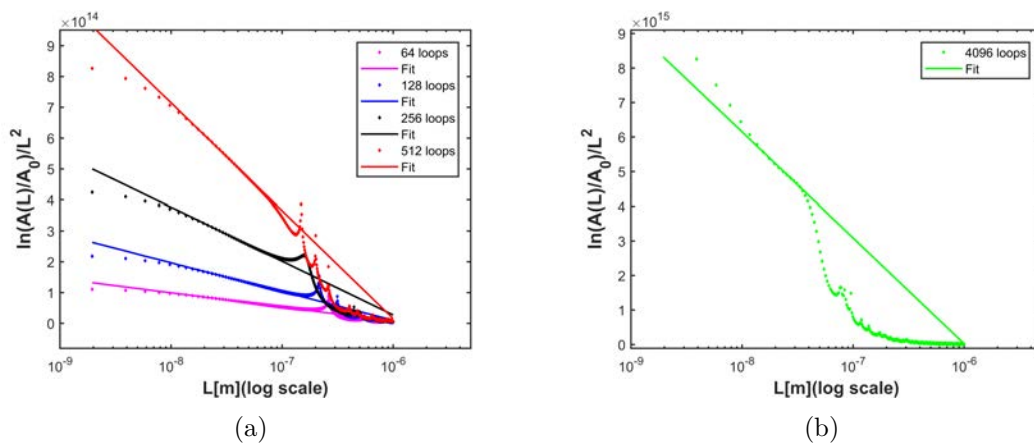 ×10^14
9
8
7
6
5
4
3
2
1
0
ln(A(L)/A_0)/L^2
10^-9
10^-8
10^-7
10^-6
L[m](log scale)
64 loops
Fit
128 loops
Fit
256 loops
Fit
512 loops
Fit
(a)
×10^15
9
8
7
6
5
4
3
2
1
0
ln(A(L)/A_0)/L^2
10^-9
10^-8
10^-7
10^-6
L[m](log scale)
4096 loops
Fit
(b)